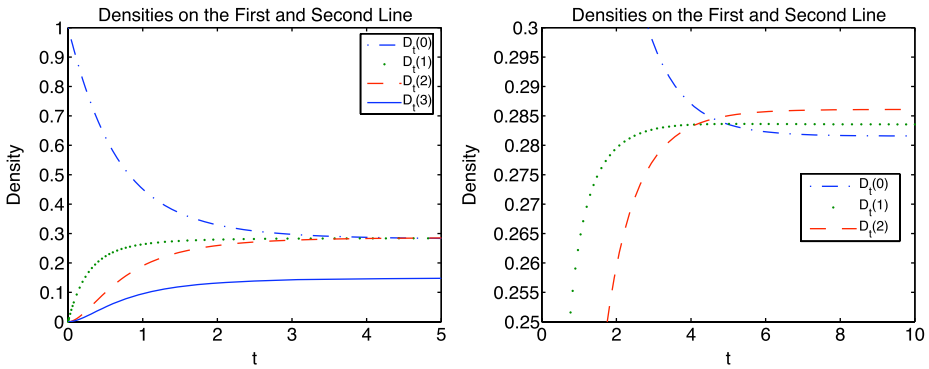 Densities on the First and Second Line
1
0.9
0.8
0.7
0.6
0.5
0.4
0.3
0.2
0.1
0
Density
0
1
2
3
4
5
t
D_t(0)
D_t(1)
D_t(2)
D_t(3)
Densities on the First and Second Line
0.3
0.295
0.29
0.285
0.28
0.275
0.27
0.265
0.26
0.255
0.25
Density
0
2
4
6
8
10
t
D_t(0)
D_t(1)
D_t(2)